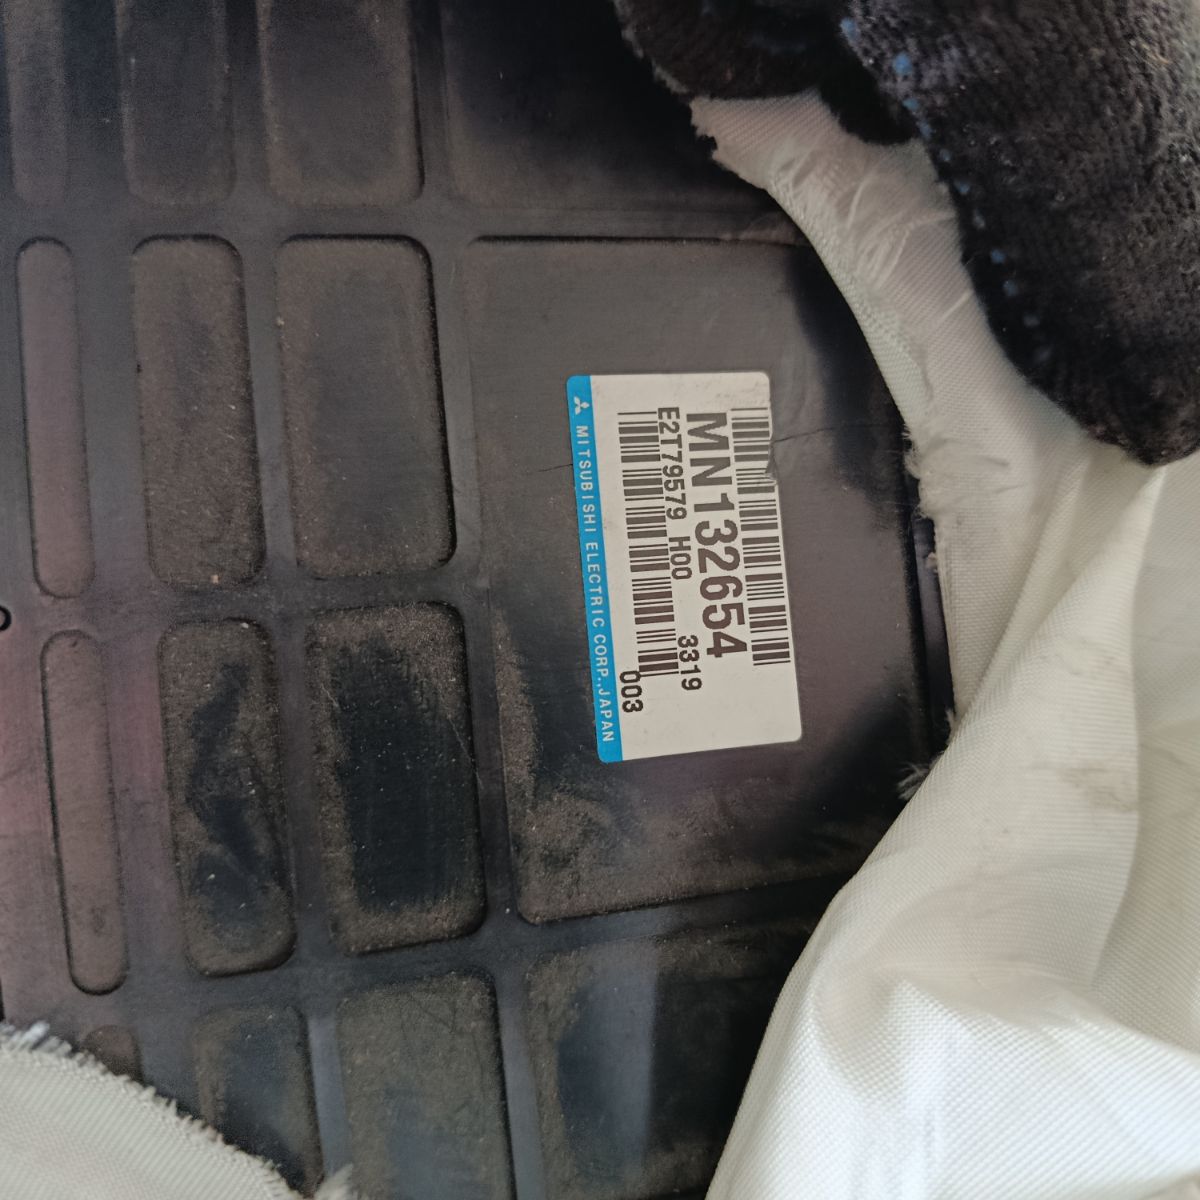 MN132654
3319
E2T79579 H00
003
MITSUBISHI ELECTRIC CORP.,JAPAN